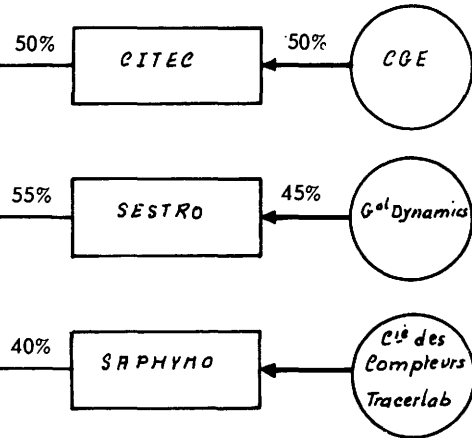 50% CITEC 50% CGE
55% SESTRO 45% Gal Dynamics
40% SAPHYMO Cie des
Compteurs
Tracerlab